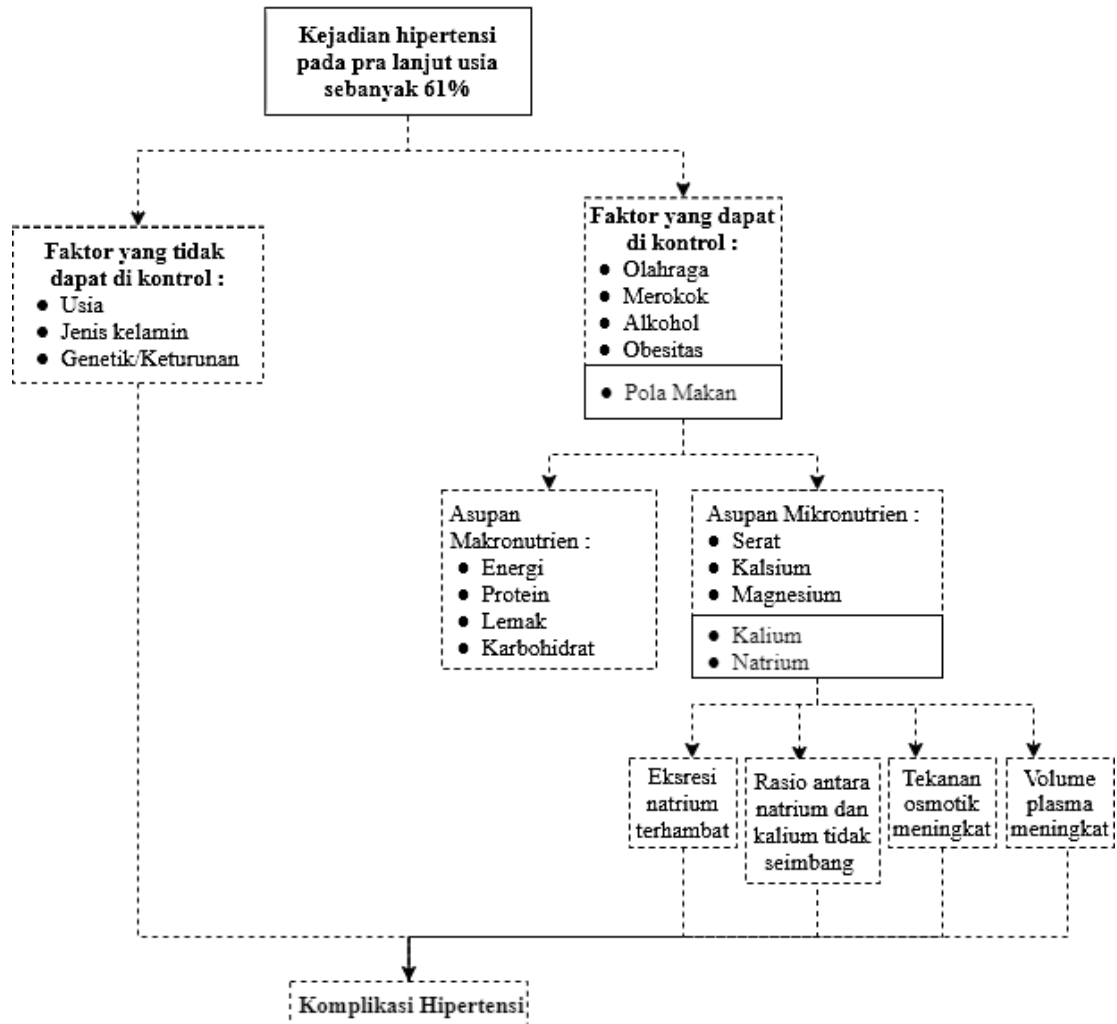 Kejadian hipertensi
pada pra lanjut usia
sebanyak 61%
Faktor yang tidak
dapat di kontrol :
● Usia
● Jenis kelamin
● Genetik/Keturunan
Faktor yang dapat
di kontrol :
● Olahraga
● Merokok
● Alkohol
● Obesitas
● Pola Makan
Asupan
Makronutrien :
● Energi
● Protein
● Lemak
● Karbohidrat
Asupan Mikronutrien :
● Serat
● Kalsium
● Magnesium
● Kalium
● Natrium
Eksresi
natrium
terhambat
Rasio antara
natrium dan
kalium tidak
seimbang
Tekanan
osmotik
meningkat
Volume
plasma
meningkat
Komplikasi Hipertensi